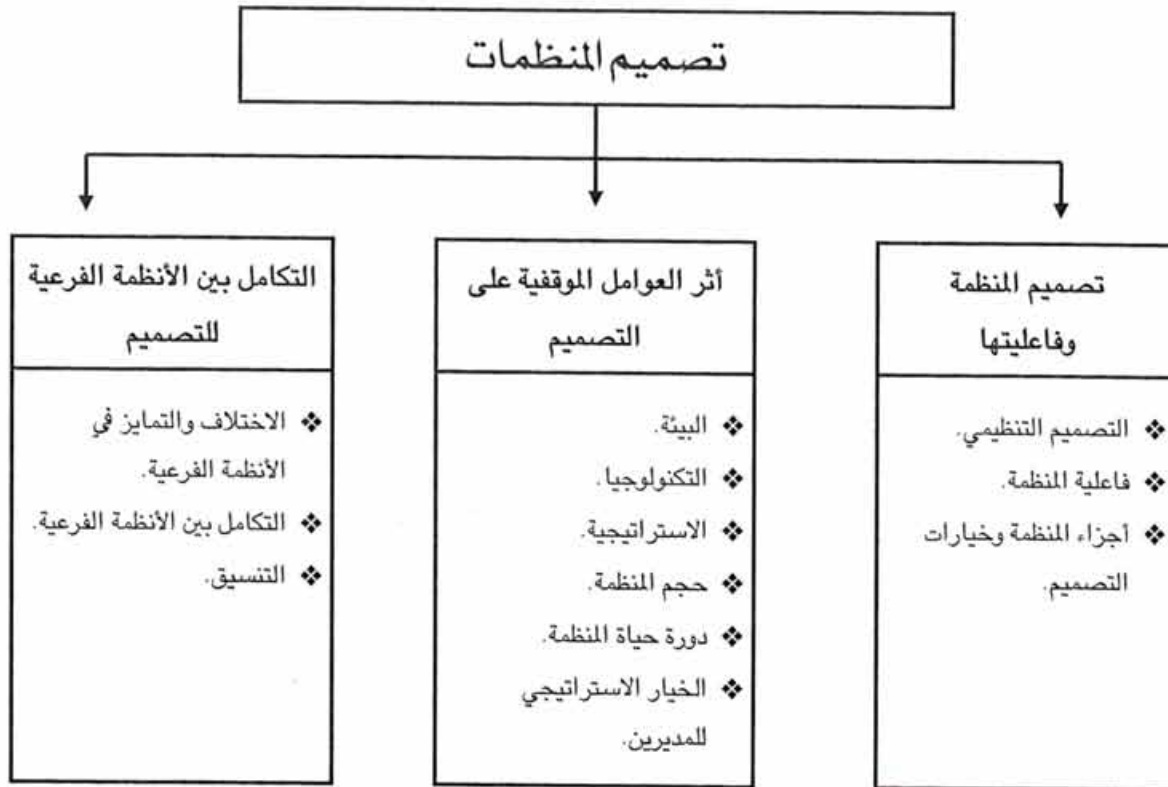 تصميم المنظمات
تصميم المنظمة
وفاعليتها
❖ التصميم التنظيمي.
❖ فاعلية المنظمة.
❖ أجزاء المنظمة وخيارات
التصميم.
أثر العوامل الموقفية على
التصميم
❖ البيئة.
❖ التكنولوجيا.
❖ الاستراتيجية.
❖ حجم المنظمة.
❖ دورة حياة المنظمة.
❖ الخيار الاستراتيجي
للمديرين.
التكامل بين الأنظمة الفرعية
للتصميم
❖ الاختلاف والتمايز في
الأنظمة الفرعية.
❖ التكامل بين الأنظمة الفرعية.
❖ التنسيق.